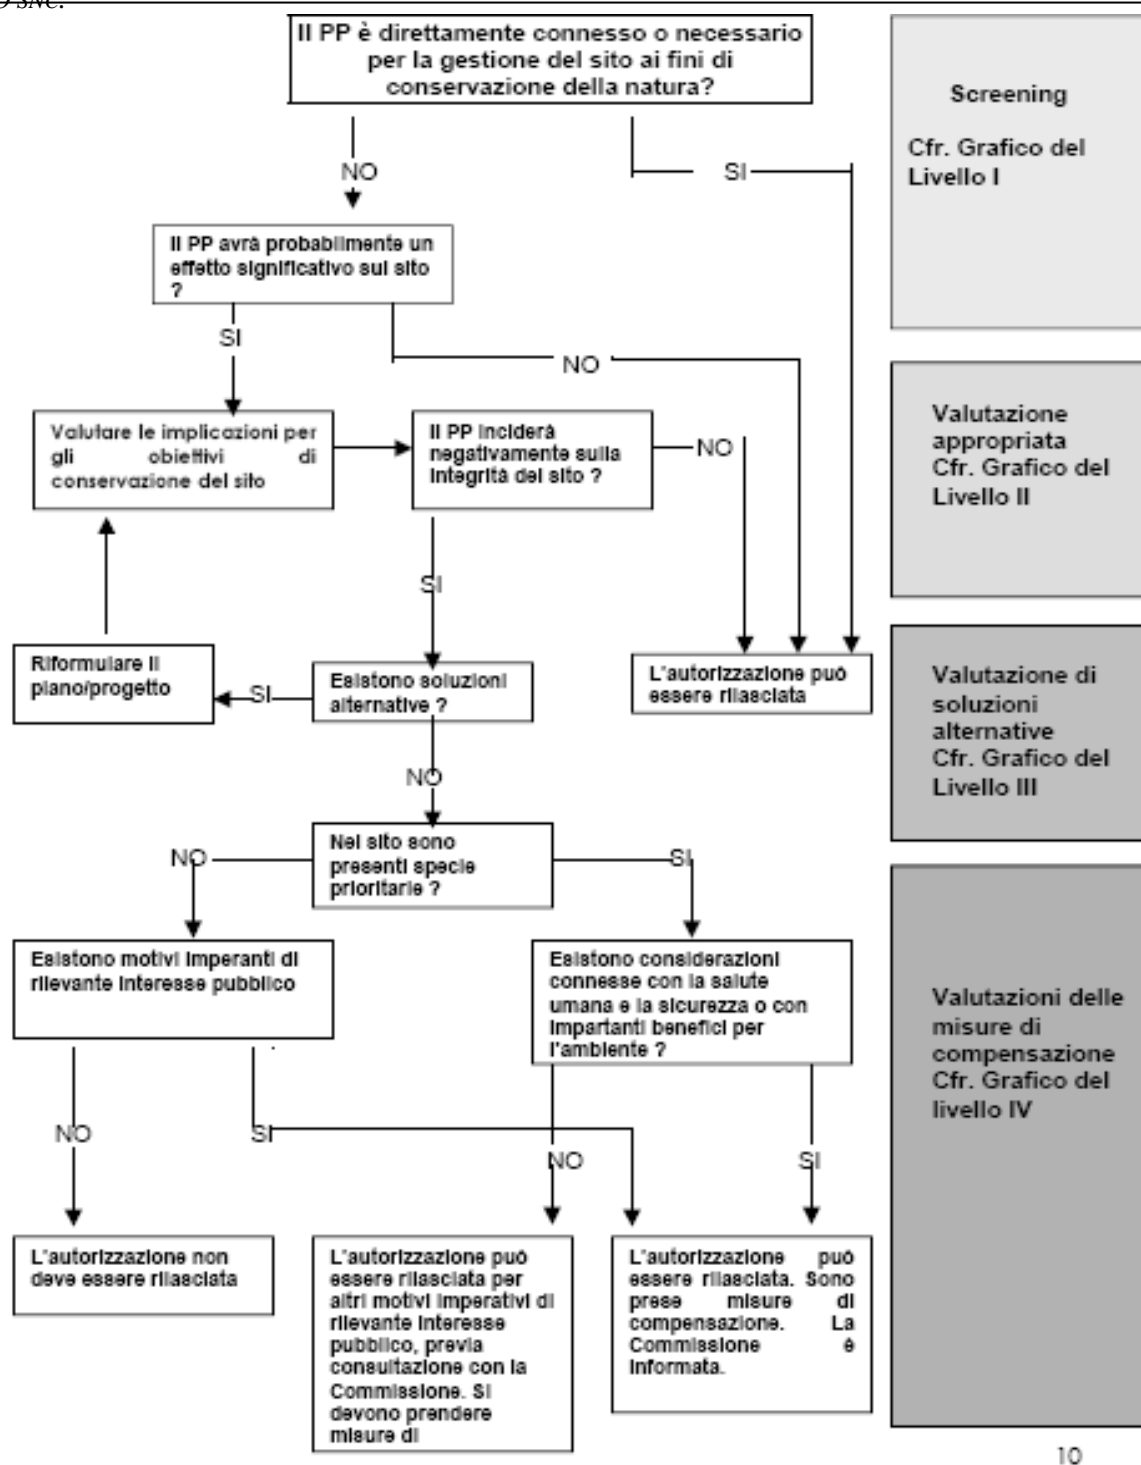 SNC.
Il PP è direttamente connesso o necessario
per la gestione del sito ai fini di
conservazione della natura?
Screening
Cfr. Grafico del
Livello I
NO
SI
Il PP avrà probabilmente un
effetto significativo sul sito
?
SI
NO
Valutazione
appropriata
Cfr. Grafico del
Livello II
Valutare le implicazioni per
gli obiettivi di
conservazione del sito
Il PP inciderà
negativamente sulla
integrità del sito ?
NO
SI
Riformulare il
piano/progetto
SI
Esistono soluzioni
alternative ?
L'autorizzazione può
essere rilasciata
Valutazione di
soluzioni
alternative
Cfr. Grafico del
Livello III
NO
Nel sito sono
presenti specie
prioritarie ?
NO
SI
Esistono motivi imperanti di
rilevante interesse pubblico
Esistono considerazioni
connesse con la salute
umana e la sicurezza o con
impartanti benefici per
l'ambiente ?
Valutazioni delle
misure di
compensazione
Cfr. Grafico del
livello IV
NO
SI
NO
SI
L'autorizzazione non
deve essere rilasciata
L'autorizzazione può
essere rilasciata per
altri motivi imperativi di
rilevante interesse
pubblico, previa
consultazione con la
Commissione. Si
devono prendere
misure di
L'autorizzazione può
essere rilasciata. Sono
prese misure di
compensazione. La
Commissione è
informata.
10